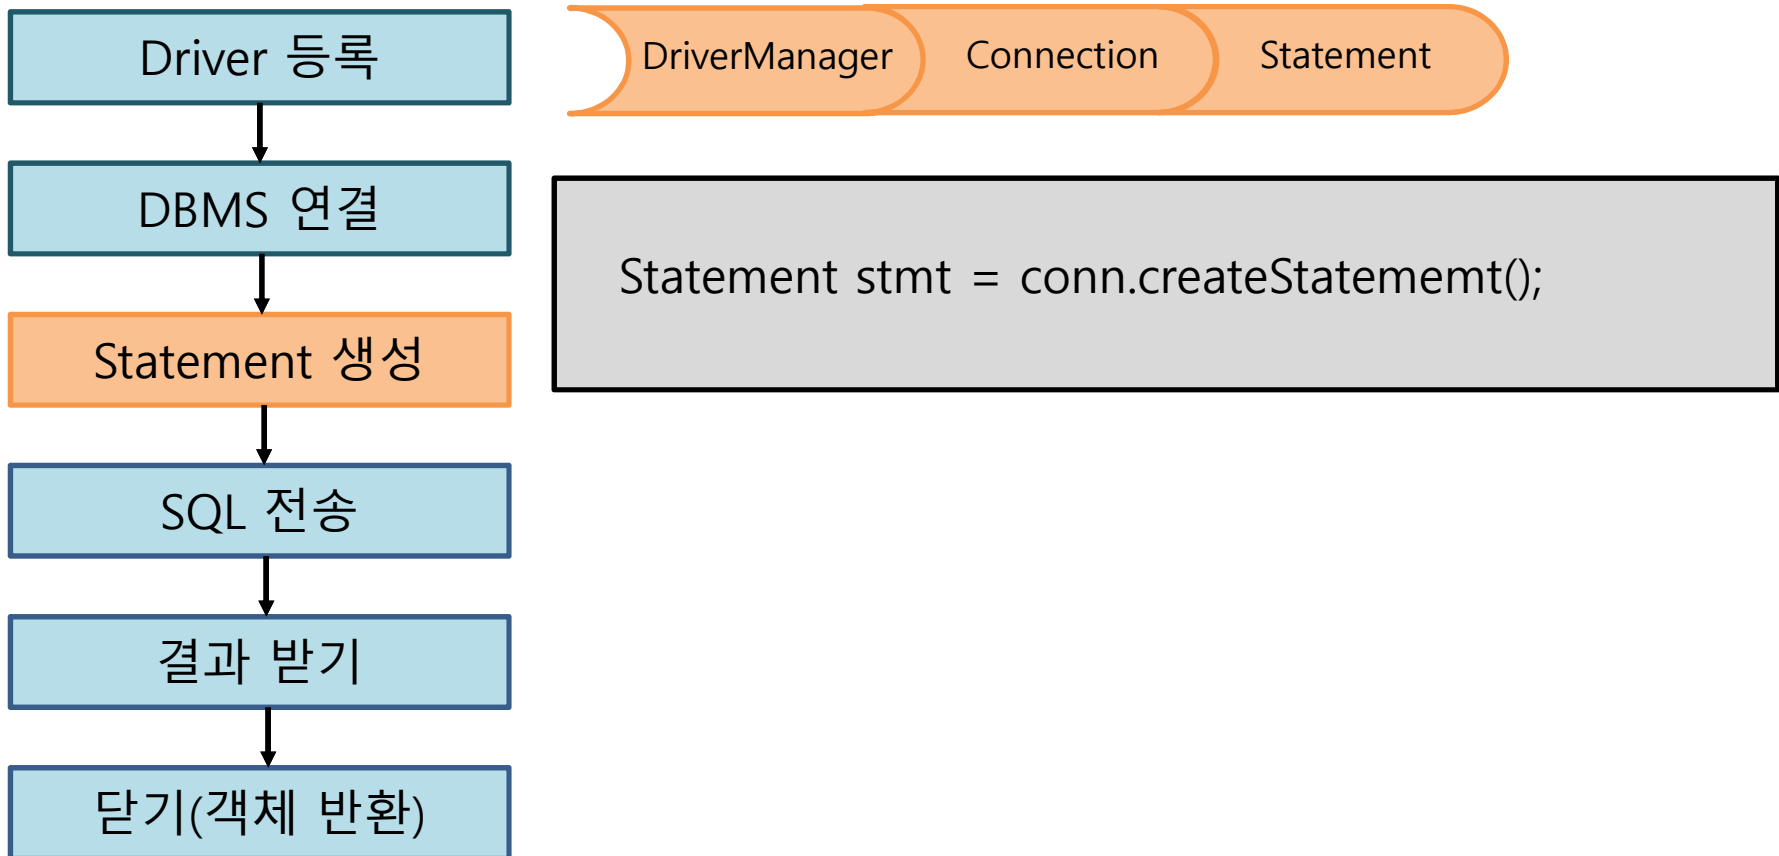 Driver 등록
DBMS 연결
Statement 생성
SQL 전송
결과 받기
닫기(객체 반환)
DriverManager
Connection
Statement
Statement stmt = conn.createStatememt();